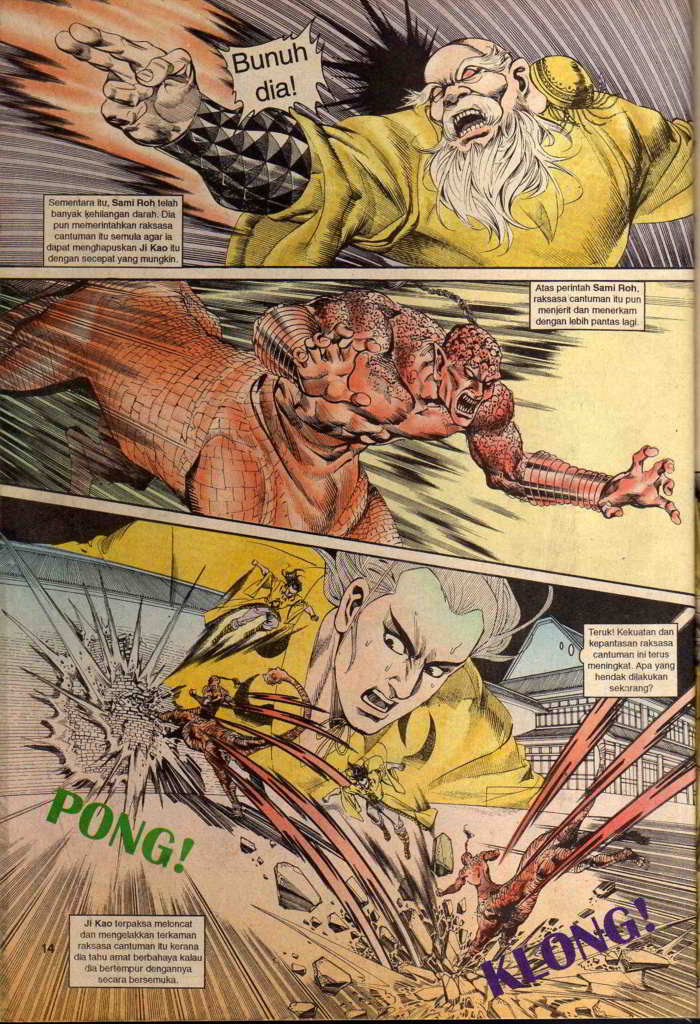 Bunuh
dia!
Sementara itu, Sami Roh telah
banyak kehilangan darah. Dia
pun memerintahkan raksasa
cantuman itu semula agar ia
dapat menghapuskan Ji Kao itu
dengan secepat yang mungkin.
Atas perintah Sami Roh,
raksasa cantuman itu pun
menjerit dan menerkam
dengan lebih pantas lagi.
Teruk! Kekuatan dan
kepantasan raksasa
cantuman ini terus
meningkat. Apa yang
hendak dilakukan
sekarang?
PONG!
KLONG!
Ji Kao terpaksa meloncat
dan mengelakkan terkaman
raksasa cantuman itu kerana
dia tahu amat berbahaya kalau
dia bertempur dengannya
secara bersemuka.
14